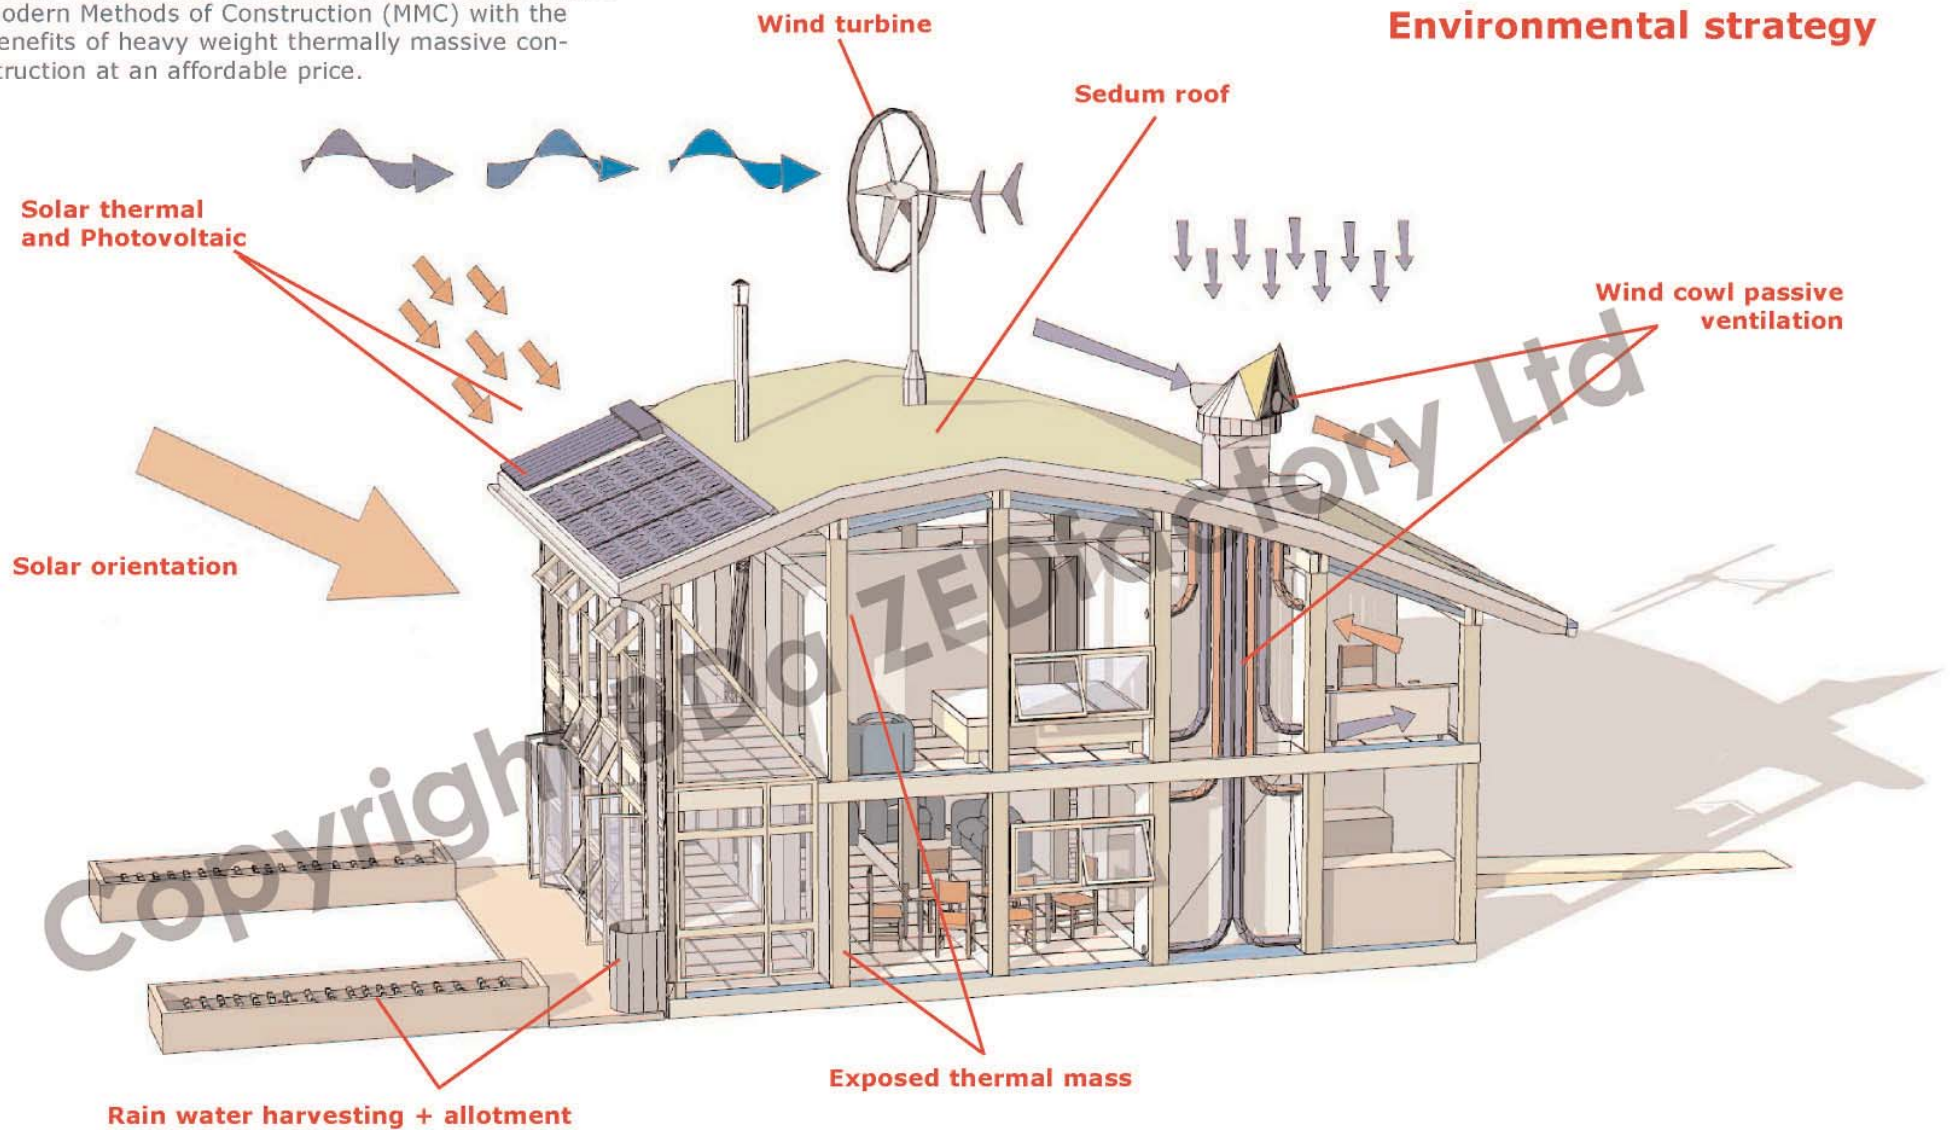 odern Methods of Construction (MMC) with the
enefits of heavy weight thermally massive con-
truction at an affordable price.
Environmental strategy
Wind turbine
Sedum roof
Solar thermal
and Photovoltaic
Wind cowl passive
ventilation
Solar orientation
Copyright BDa ZEDfactory Ltd
Exposed thermal mass
Rain water harvesting + allotment